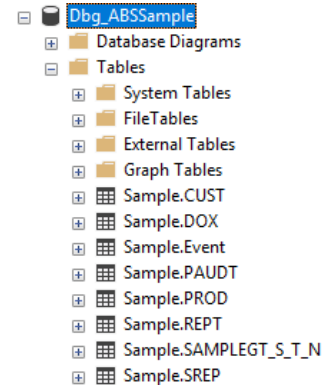 Dbg_ABSSample
Database Diagrams
Tables
System Tables
FileTables
External Tables
Graph Tables
Sample.CUST
Sample.DOX
Sample.Event
Sample.PAUDT
Sample.PROD
Sample.REPT
Sample.SAMPLEGT_S_T_N
Sample.SREP